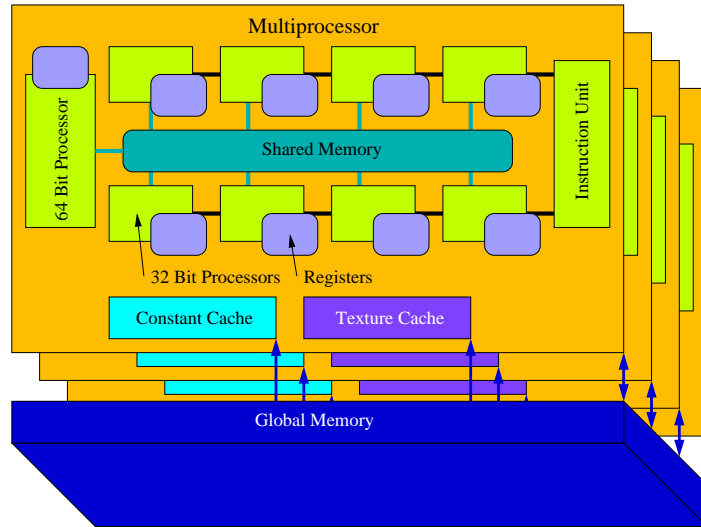 Multiprocessor
64 Bit Processor
Shared Memory
Instruction Unit
32 Bit Processors
Registers
Constant Cache
Texture Cache
Global Memory